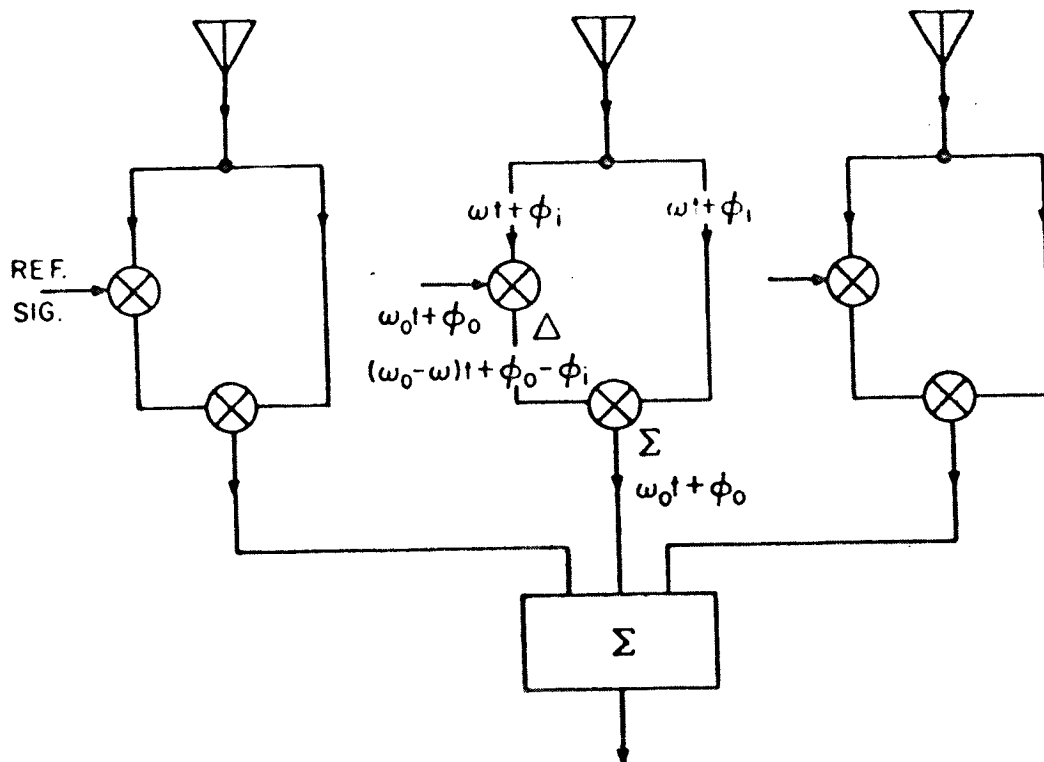 ωt + ϕi
ωt + ϕi
REF.
SIG.
ω0t + ϕ0
Δ
(ω0 - ω)t + ϕ0 - ϕi
Σ
ω0t + ϕ0
Σ